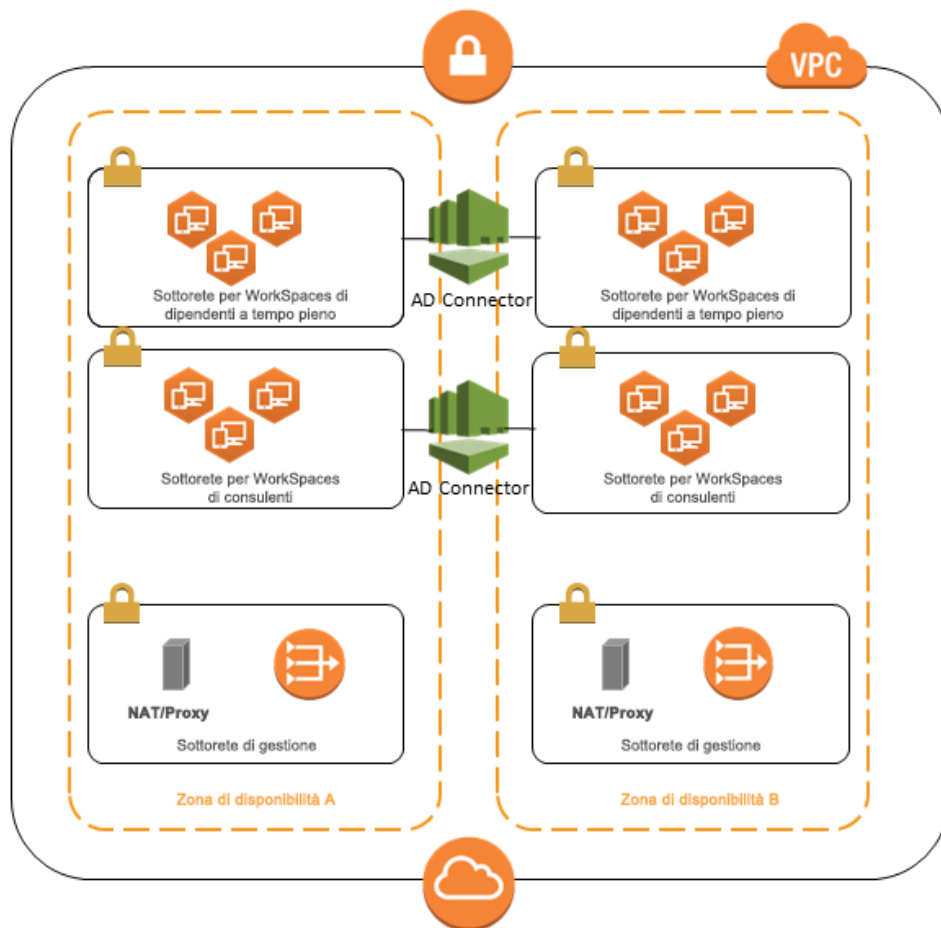 VPC
Sottorete per WorkSpaces di
dipendenti a tempo pieno
AD Connector
Sottorete per WorkSpaces di
dipendenti a tempo pieno
Sottorete per WorkSpaces
di consulenti
AD Connector
Sottorete per WorkSpaces
di consulenti
NAT/Proxy
Sottorete di gestione
NAT/Proxy
Sottorete di gestione
Zona di disponibilità A
Zona di disponibilità B